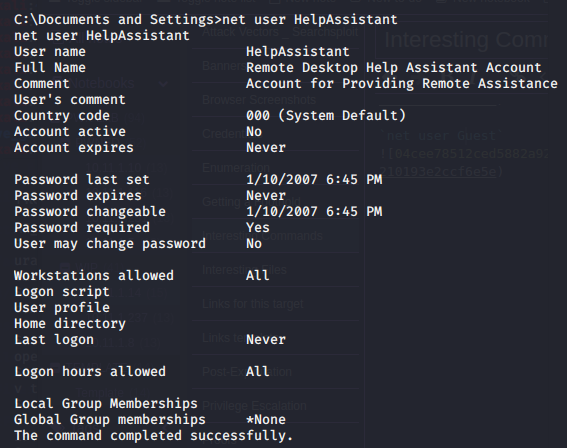 C:\Documents and Settings>net user HelpAssistant
net user HelpAssistant
User name HelpAssistant
Full Name Remote Desktop Help Assistant Account
Comment Account for Providing Remote Assistance
User's comment
Country code 000 (System Default)
Account active No
Account expires Never
Password last set 1/10/2007 6:45 PM
Password expires Never
Password changeable 1/10/2007 6:45 PM
Password required Yes
User may change password No
Workstations allowed All
Logon script
User profile
Home directory
Last logon Never
Logon hours allowed All
Local Group Memberships
Global Group memberships *None
The command completed successfully.